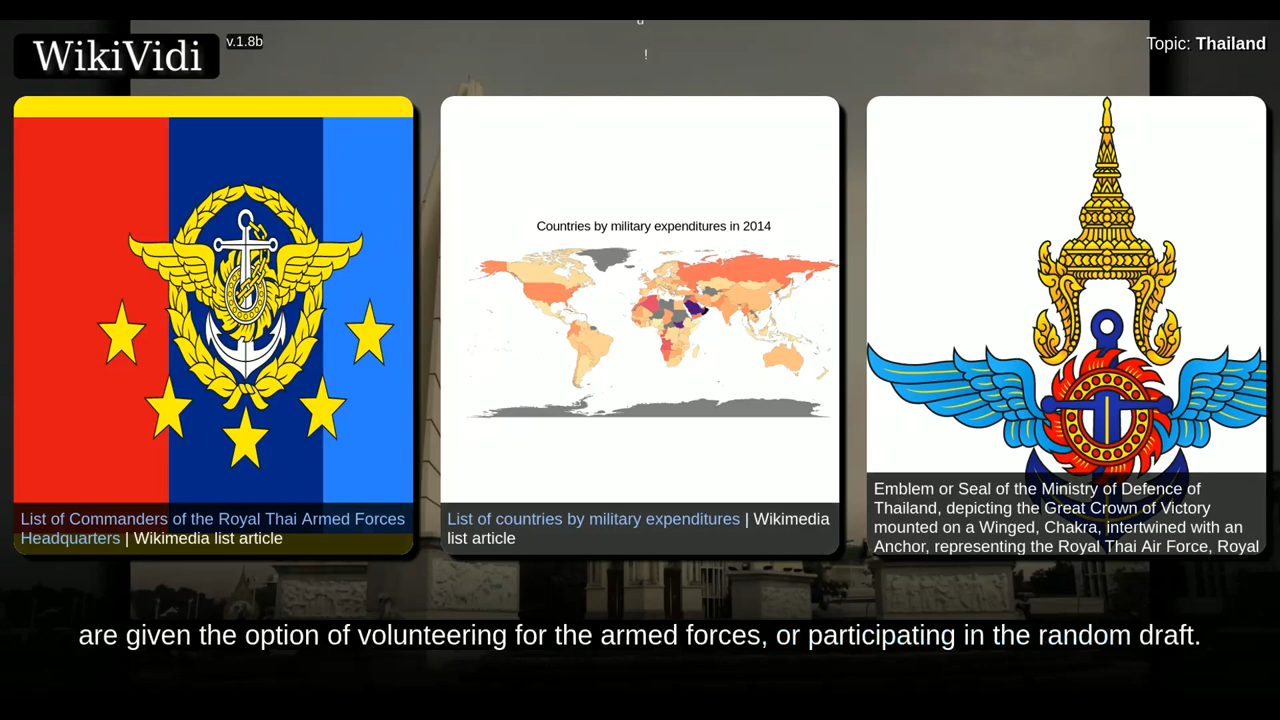 WikiVidi
v.1.8b
!
Topic: Thailand
Countries by military expenditures in 2014
List of Commanders of the Royal Thai Armed Forces
Headquarters | Wikimedia list article
List of countries by military expenditures | Wikimedia
list article
Emblem or Seal of the Ministry of Defence of
Thailand, depicting the Great Crown of Victory
mounted on a Winged, Chakra, intertwined with an
Anchor, representing the Royal Thai Air Force, Royal
are given the option of volunteering for the armed forces, or participating in the random draft.